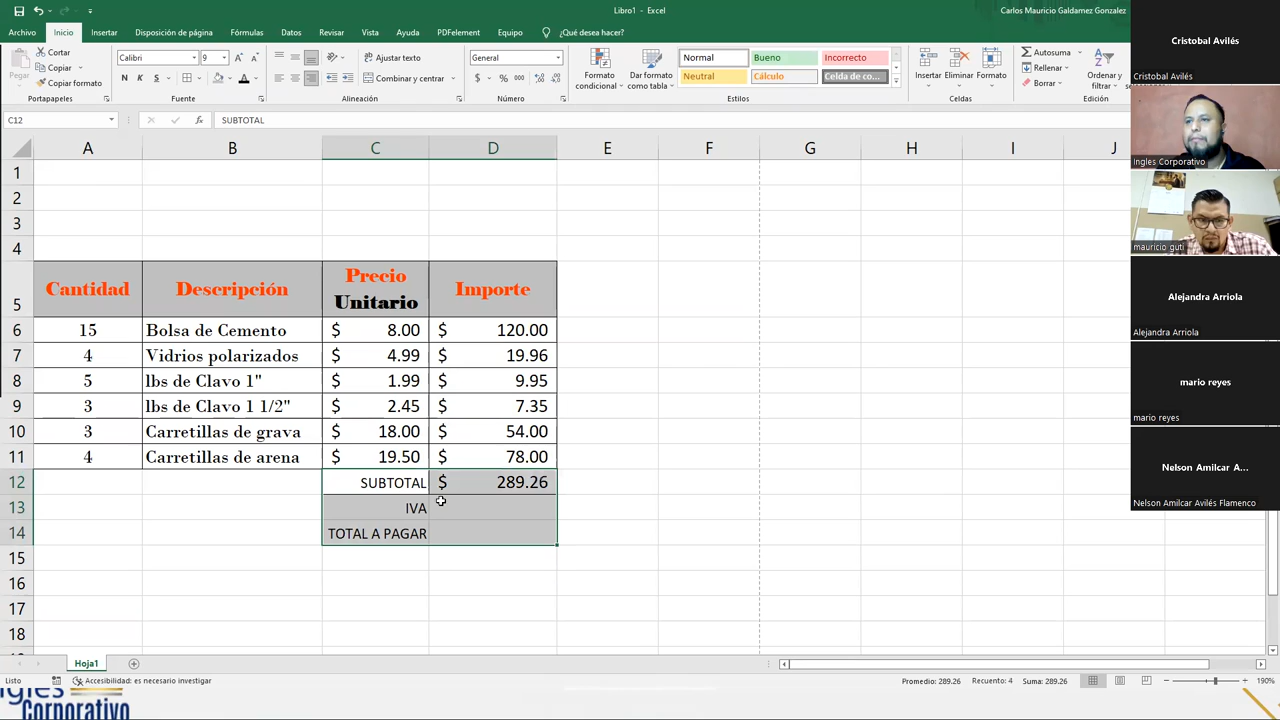 Libro1 - Excel
Carlos Mauricio Galdamez Gonzalez
Archivo Inicio Insertar Disposición de página Fórmulas Datos Revisar Vista Ayuda PDFelement Equipo ¿Qué desea hacer?
Pegar
Cortar
Copiar
Copiar formato
Portapapeles
Calibri 9
N K S
Fuente
Ajustar texto
Combinar y centrar
Alineación
General
$ % 000
Número
Formato condicional
Dar formato como tabla
Normal Bueno Incorrecto
Neutral Cálculo Celda de co...
Estilos
Insertar Eliminar Formato
Celdas
Autosuma
Rellenar
Borrar
Ordenar y filtrar
Edición
C12 fx SUBTOTAL
A B C D E F G H I J
1
2
3
4
5 Cantidad Descripción Precio Unitario Importe
6 15 Bolsa de Cemento $ 8.00 $ 120.00
7 4 Vidrios polarizados $ 4.99 $ 19.96
8 5 lbs de Clavo 1" $ 1.99 $ 9.95
9 3 lbs de Clavo 1 1/2" $ 2.45 $ 7.35
10 3 Carretillas de grava $ 18.00 $ 54.00
11 4 Carretillas de arena $ 19.50 $ 78.00
12 SUBTOTAL $ 289.26
13 IVA
14 TOTAL A PAGAR
15
16
17
18
Hoja1
Listo Accesibilidad: es necesario investigar Promedio: 289.26 Recuento: 4 Suma: 289.26 190%
Ingles
Corporativo
Cristobal Avilés
Cristobal Avilés
Ingles Corporativo
mauricio guti
Alejandra Arriola
Alejandra Arriola
mario reyes
mario reyes
Nelson Amilcar A...
Nelson Amilcar Avilés Flamenco